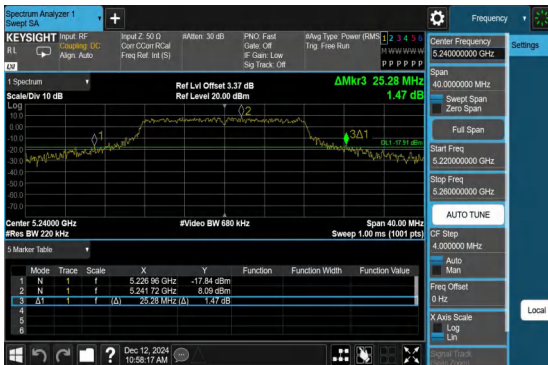 Spectrum Analyzer 1
Swept SA
+
Frequency
KEYSIGHT
Input: RF
Coupling: DC
Align: Auto
Input Z: 50 Ω
Corr CCorr RCal
Freq Ref: Int (S)
#Atten: 30 dB
PNO: Fast
Gate: Off
IF Gain: Low
Sig Track: Off
#Avg Type: Power (RMS
Trig: Free Run
1 2 3 4 5 6
M W W W W W
P P P P P P
RL
LXI
1 Spectrum
Scale/Div 10 dB
Ref Lvl Offset 3.37 dB
Ref Level 20.00 dBm
ΔMkr3 25.28 MHz
1.47 dB
Log
10.0
0.00
-10.0
-20.0
-30.0
-40.0
-50.0
-60.0
-70.0
1
2
3Δ1
DL1 -17.91 dBm
Center 5.24000 GHz
#Res BW 220 kHz
#Video BW 680 kHz
Span 40.00 MHz
Sweep 1.00 ms (1001 pts)
5 Marker Table
Mode Trace Scale X Y Function Function Width Function Value
1 N 1 f 5.226 96 GHz -17.84 dBm
2 N 1 f 5.241 72 GHz 8.09 dBm
3 Δ1 1 f (Δ) 25.28 MHz (Δ) 1.47 dB
4
5
6
Dec 12, 2024
10:58:17 AM
Center Frequency
5.240000000 GHz
Span
40.0000000 MHz
Swept Span
Zero Span
Full Span
Start Freq
5.220000000 GHz
Stop Freq
5.260000000 GHz
AUTO TUNE
CF Step
4.000000 MHz
Auto
Man
Freq Offset
0 Hz
X Axis Scale
Log
Lin
Signal Track
Settings
Local